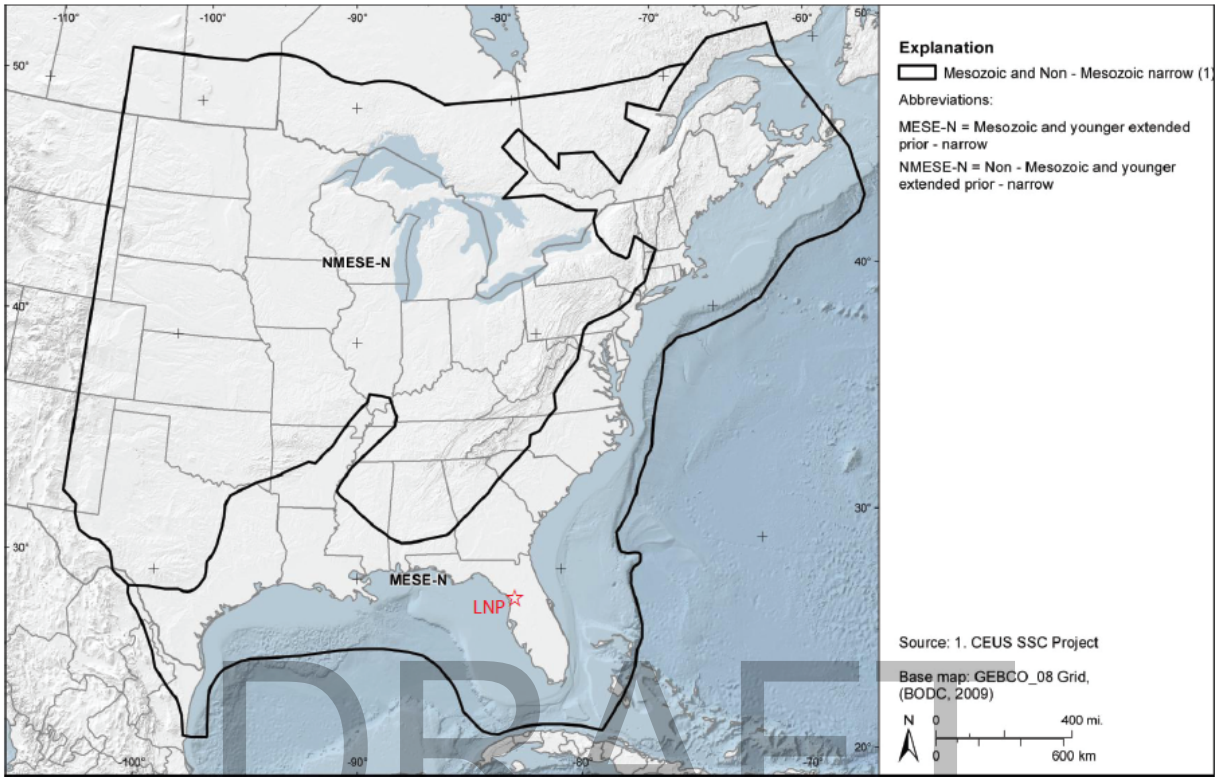 -110° -100° -90° -80° -70° -60° 50°
50°
40°
40°
30°
30°
20°
-100° -90° -80° -70°
NMESE-N
MESE-N
LNP
DRAFT
Explanation
Mesozoic and Non - Mesozoic narrow (1)
Abbreviations:
MESE-N = Mesozoic and younger extended
prior - narrow
NMESE-N = Non - Mesozoic and younger
extended prior - narrow
Source: 1. CEUS SSC Project
Base map: GEBCO_08 Grid,
(BODC, 2009)
N 0 400 mi.
0 600 km